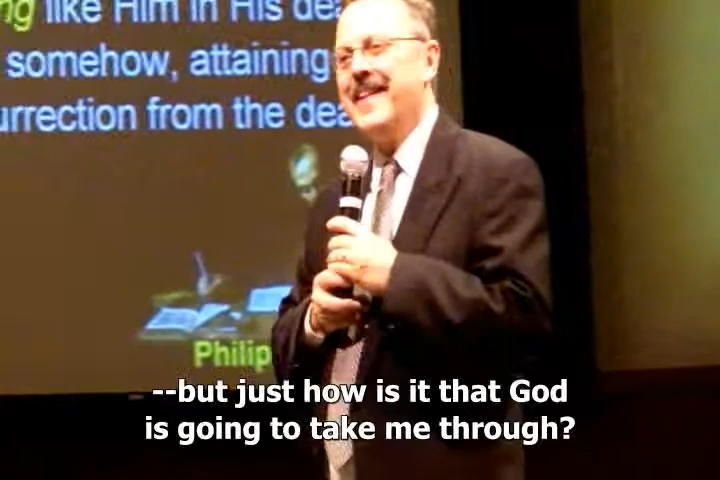 ng like Him in His dea
somehow, attaining
urrection from the dea
Philip
--but just how is it that God
is going to take me through?